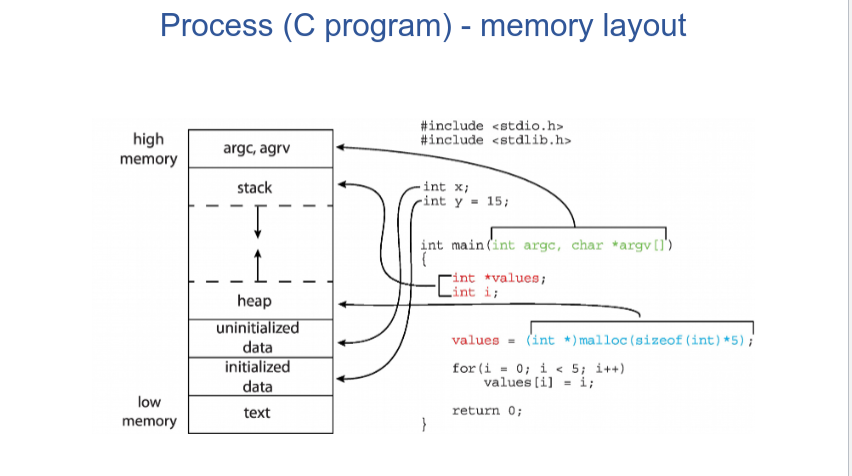 Process (C program) - memory layout
high
memory
argc, agrv
stack
heap
uninitialized
data
initialized
data
low
memory
text
#include <stdio.h>
#include <stdlib.h>
int x;
int y = 15;
int main(int argc, char *argv[])
{
int *values;
int i;
values = (int *)malloc(sizeof(int)*5);
for(i = 0; i < 5; i++)
values[i] = i;
return 0;
}